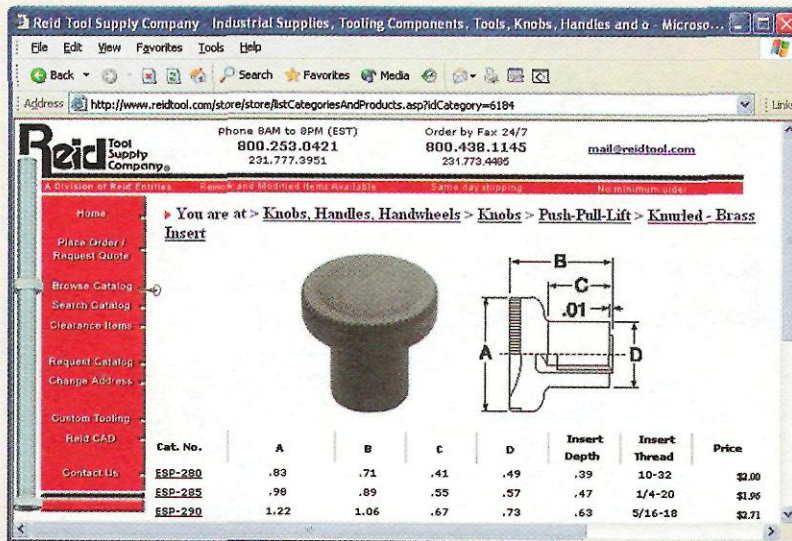 Reid Tool Supply Company - Industrial Supplies, Tooling Components, Tools, Knobs, Handles and o - Microso...
File Edit View Favorites Tools Help
Back Search Favorites Media
Address http://www.reidtool.com/store/store/listCategoriesAndProducts.asp?idCategory=6184 Links
Reid Tool Supply Company®
Phone 8AM to 8PM (EST) Order by Fax 24/7
800.253.0421 800.438.1145 mail@reidtool.com
231.777.3951 231.773.4485
A Division of Reid Entities Rework and Modified Items Available Same day shipping No minimum order
Home
Place Order / Request Quote
Browse Catalog
Search Catalog
Clearance Items
Request Catalog
Change Address
Custom Tooling
Reid CAD
Contact Us
You are at > Knobs, Handles, Handwheels > Knobs > Push-Pull-Lift > Knurled - Brass
Insert
B
C
.01
A
D
Cat. No. A B C D Insert Depth Insert Thread Price
ESP-280 .83 .71 .41 .49 .39 10-32 $2.00
ESP-285 .98 .89 .55 .57 .47 1/4-20 $1.96
ESP-290 1.22 1.06 .67 .73 .63 5/16-18 $2.71